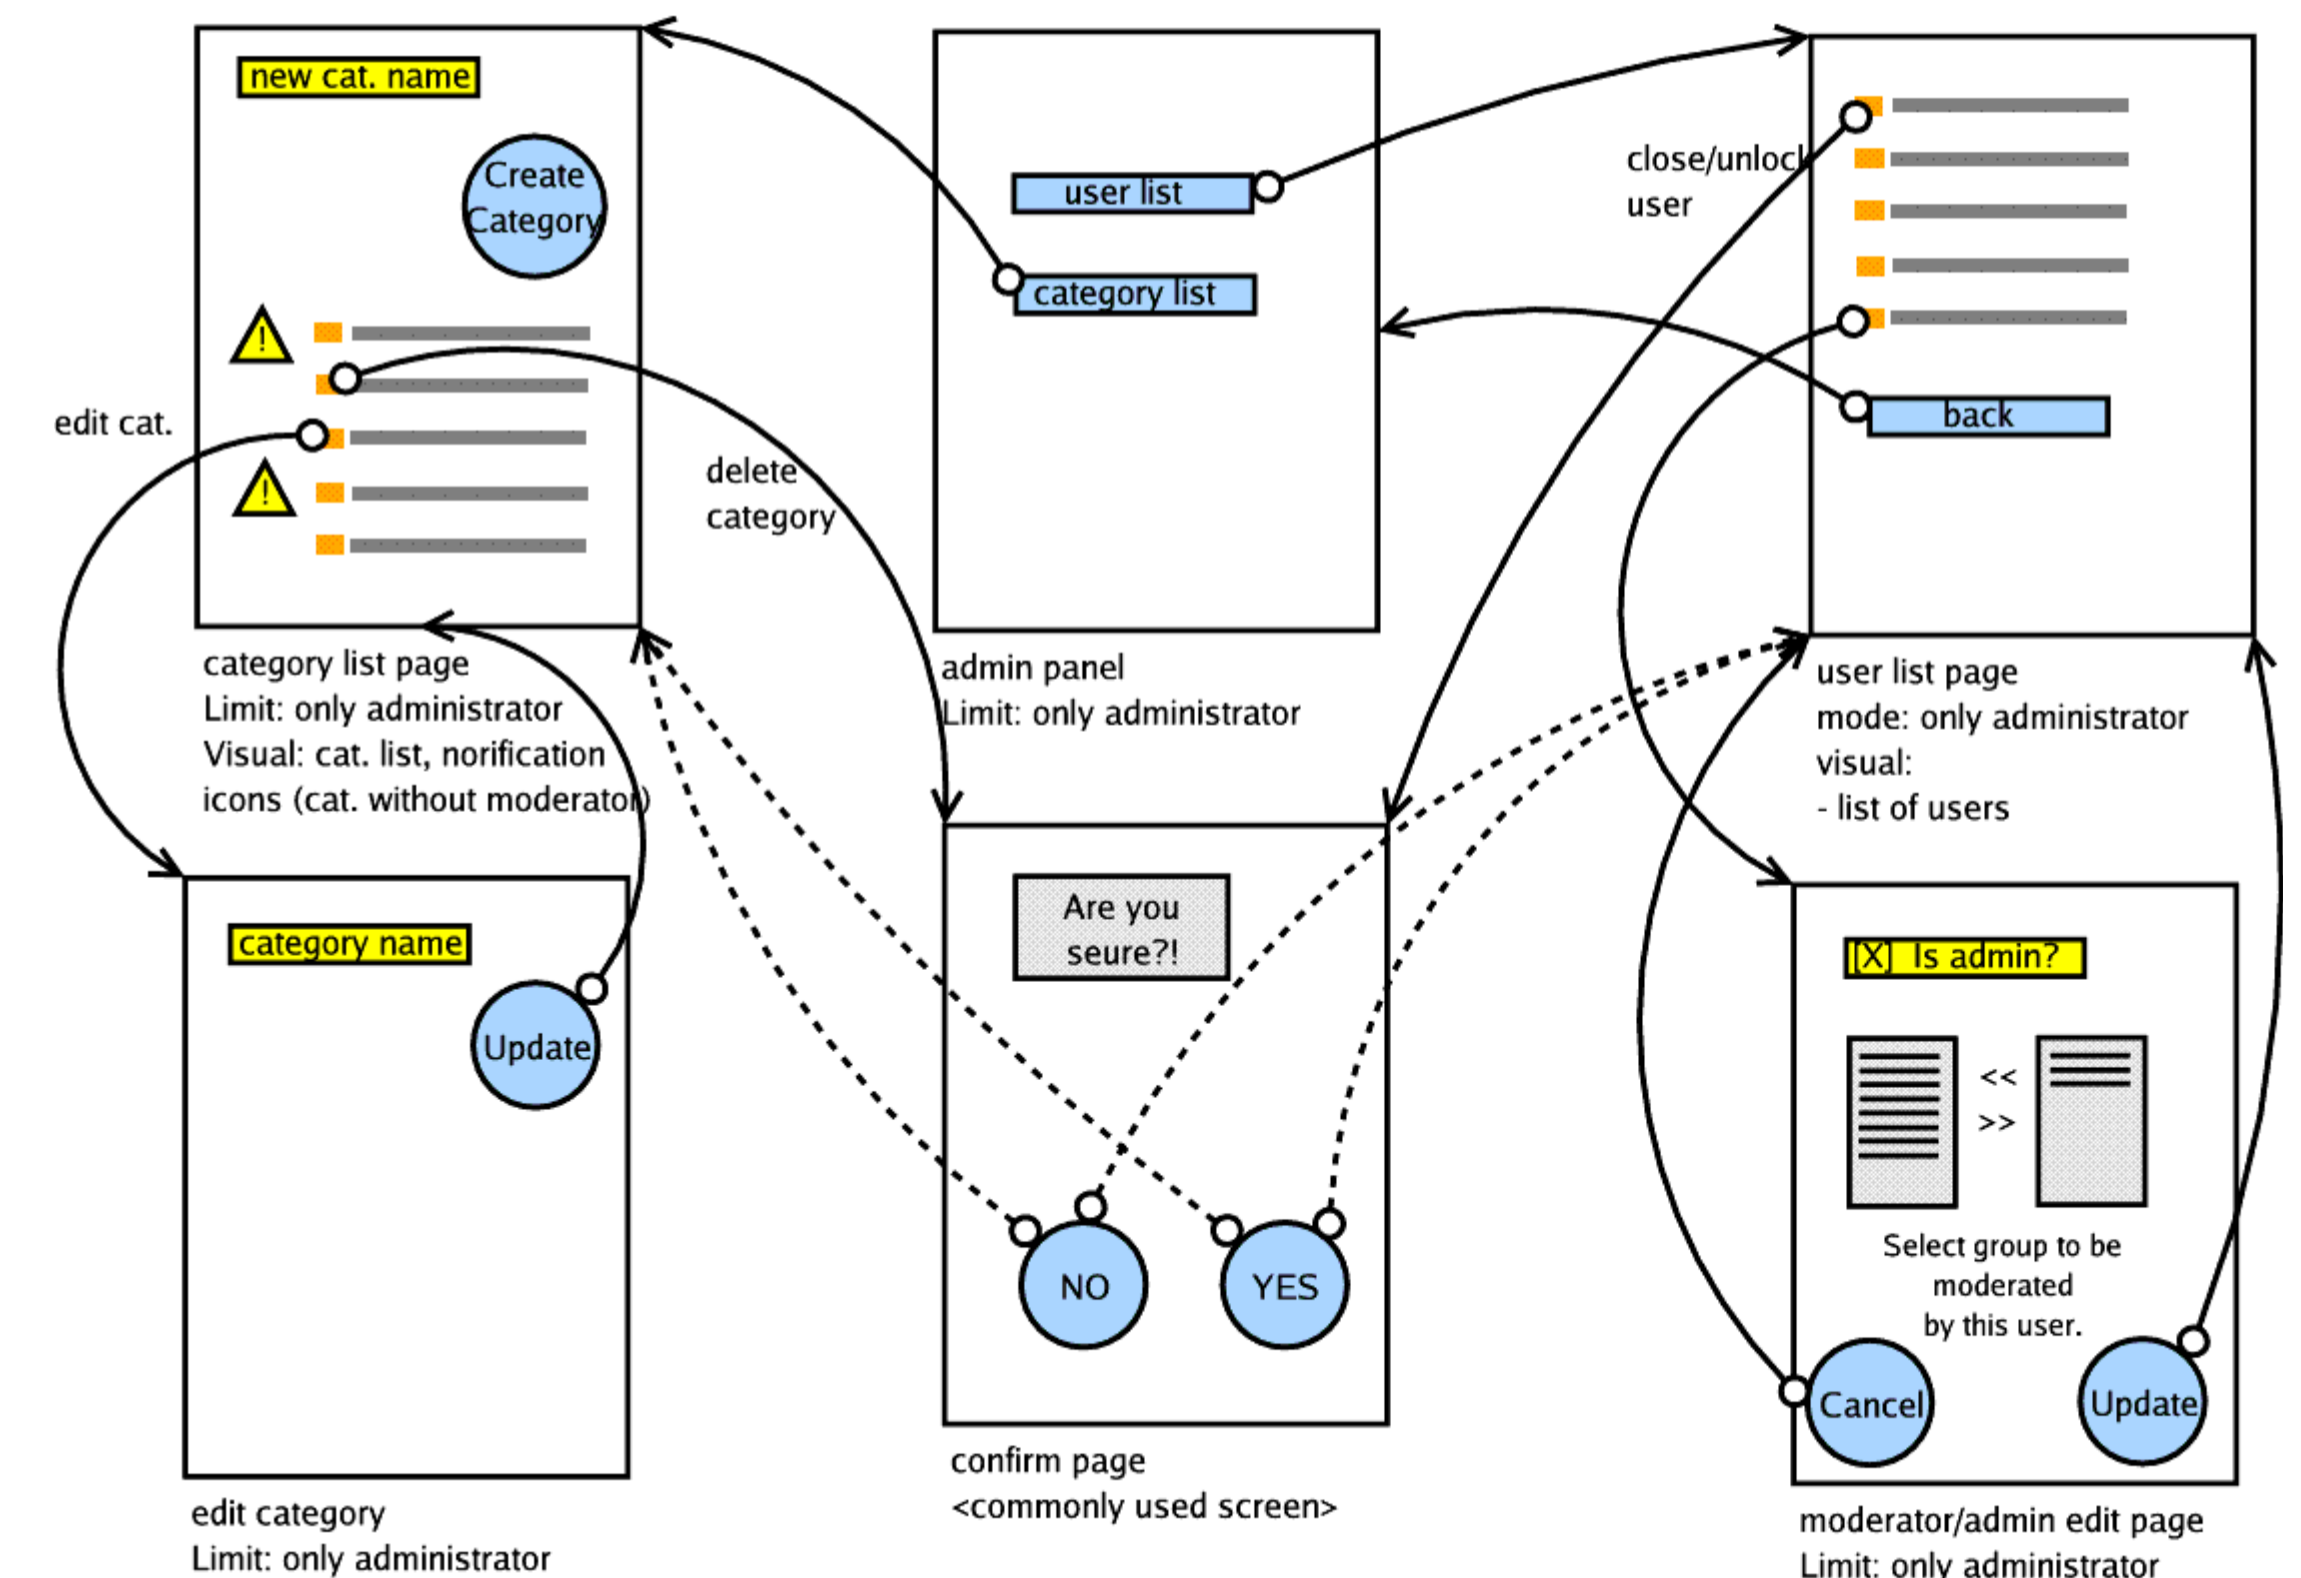 new cat. name
Create
Category
!
!
edit cat.
delete
category
category list page
Limit: only administrator
Visual: cat. list, norification
icons (cat. without moderator)
user list
category list
admin panel
Limit: only administrator
close/unlock
user
back
user list page
mode: only administrator
visual:
- list of users
category name
Update
edit category
Limit: only administrator
Are you
seure?!
NO
YES
confirm page
<commonly used screen>
[X] Is admin?
<<
>>
Select group to be
moderated
by this user.
Cancel
Update
moderator/admin edit page
Limit: only administrator